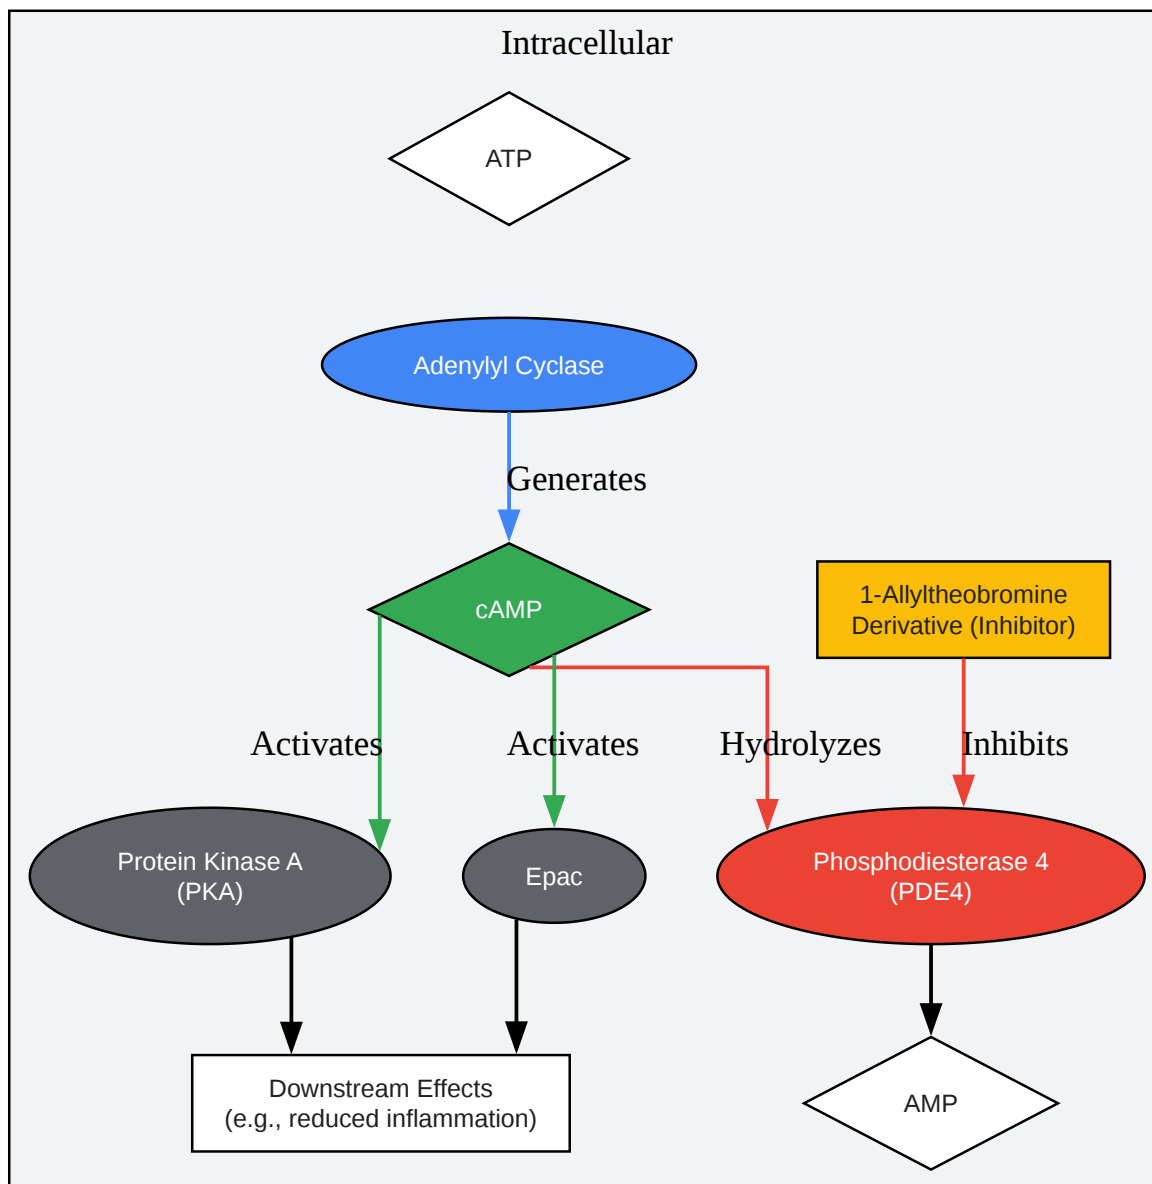 Intracellular
ATP
Adenylyl Cyclase
Generates
cAMP
1-Allyltheobromine
Derivative (Inhibitor)
Activates
Activates
Hydrolyzes
Inhibits
Protein Kinase A
(PKA)
Epac
Phosphodiesterase 4
(PDE4)
Downstream Effects
(e.g., reduced inflammation)
AMP